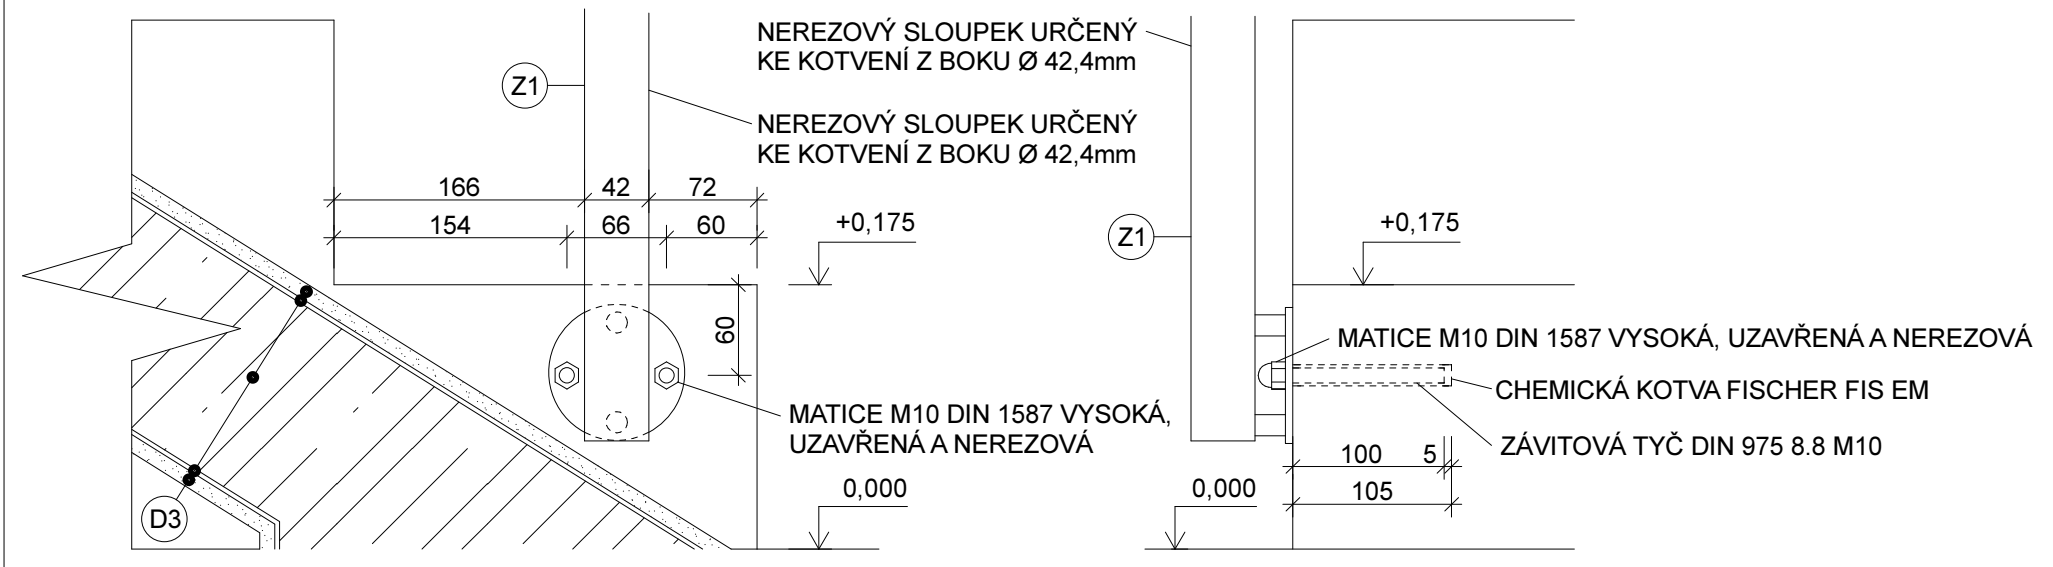 NEREZOVÝ SLOUPEK URČENÝ
KE KOTVENÍ Z BOKU Ø 42,4mm
Z1
NEREZOVÝ SLOUPEK URČENÝ
KE KOTVENÍ Z BOKU Ø 42,4mm
166 42 72
154 66 60
+0,175
60
MATICE M10 DIN 1587 VYSOKÁ,
UZAVŘENÁ A NEREZOVÁ
0,000
D3
Z1
+0,175
MATICE M10 DIN 1587 VYSOKÁ, UZAVŘENÁ A NEREZOVÁ
CHEMICKÁ KOTVA FISCHER FIS EM
ZÁVITOVÁ TYČ DIN 975 8.8 M10
100 5
105
0,000